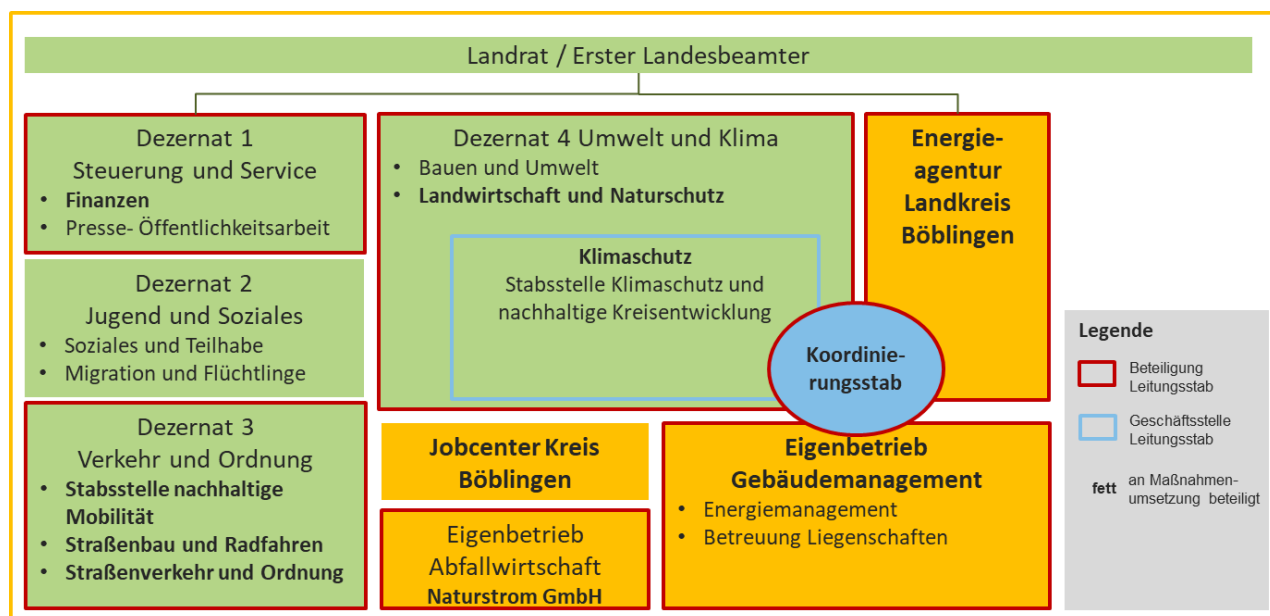 Landrat / Erster Landesbeamter
Dezernat 1
Steuerung und Service
• Finanzen
• Presse- Öffentlichkeitsarbeit
Dezernat 2
Jugend und Soziales
• Soziales und Teilhabe
• Migration und Flüchtlinge
Dezernat 3
Verkehr und Ordnung
• Stabsstelle nachhaltige
Mobilität
• Straßenbau und Radfahren
• Straßenverkehr und Ordnung
Dezernat 4 Umwelt und Klima
• Bauen und Umwelt
• Landwirtschaft und Naturschutz
Klimaschutz
Stabsstelle Klimaschutz und
nachhaltige Kreisentwicklung
Koordinie-
rungsstab
Energie-
agentur
Landkreis
Böblingen
Jobcenter Kreis
Böblingen
Eigenbetrieb
Abfallwirtschaft
Naturstrom GmbH
Eigenbetrieb
Gebäudemanagement
• Energiemanagement
• Betreuung Liegenschaften
Legende
Beteiligung
Leitungsstab
Geschäftsstelle
Leitungsstab
fett an Maßnahmen-
umsetzung beteiligt